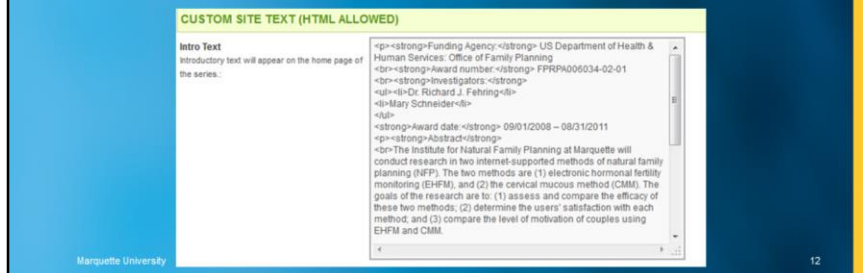 CUSTOM SITE TEXT (HTML ALLOWED)
Intro Text
Introductory text will appear on the home page of
the series.:
<p><strong>Funding Agency:</strong> US Department of Health &
Human Services: Office of Family Planning
<br><strong>Award number:</strong> FPRPA006034-02-01
<br><strong>Investigators:</strong>
<ul><li>Dr. Richard J. Fehring</li>
<li>Mary Schneider</li>
</ul>
<strong>Award date:</strong> 09/01/2008 – 08/31/2011
<p><strong>Abstract</strong>
<br>The Institute for Natural Family Planning at Marquette will
conduct research in two internet-supported methods of natural family
planning (NFP). The two methods are (1) electronic hormonal fertility
monitoring (EHFM), and (2) the cervical mucous method (CMM). The
goals of the research are to: (1) assess and compare the efficacy of
these two methods; (2) determine the users' satisfaction with each
method; and (3) compare the level of motivation of couples using
EHFM and CMM.
Marquette University
12